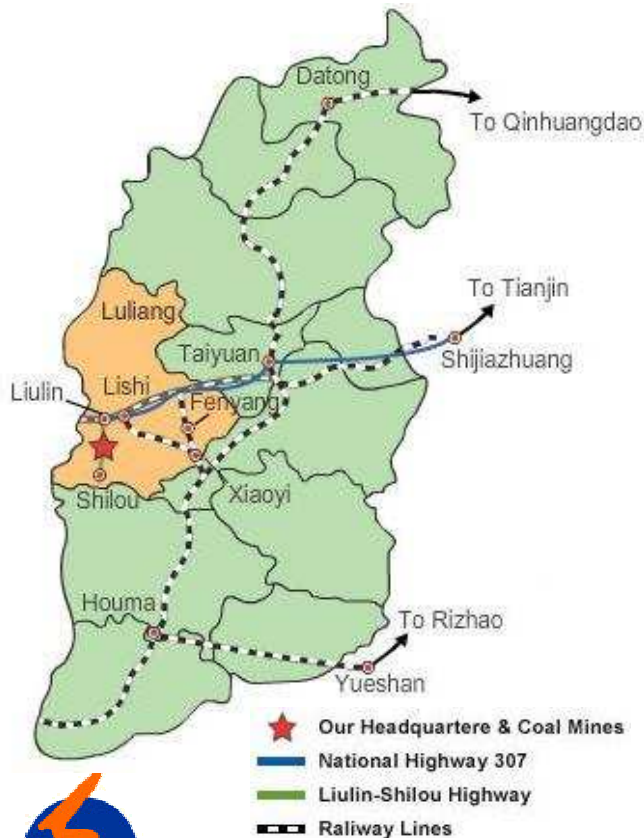 Datong
To Qinhuangdao
Luliang
To Tianjin
Taiyuan
Shijiazhuang
Liulin
Lishi
Fenyang
Shilou
Xiaoyi
Houma
To Rizhao
Yueshan
Our Headquartere & Coal Mines
National Highway 307
Liulin-Shilou Highway
Raliway Lines